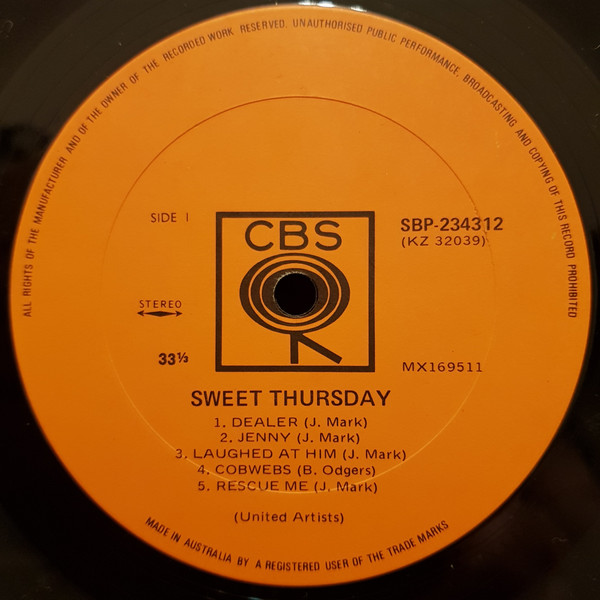 ALL RIGHTS OF THE MANUFACTURER AND OF THE OWNER OF THE RECORDED WORK RESERVED. UNAUTHORISED PUBLIC PERFORMANCE, BROADCASTING AND COPYING OF THIS RECORD PROHIBITED
SIDE 1
CBS
SBP-234312
(KZ 32039)
STEREO
33⅓
MX169511
SWEET THURSDAY
1. DEALER (J. Mark)
2. JENNY (J. Mark)
3. LAUGHED AT HIM (J. Mark)
4. COBWEBS (B. Odgers)
5. RESCUE ME (J. Mark)
(United Artists)
MADE IN AUSTRALIA BY A REGISTERED USER OF THE TRADE MARKS